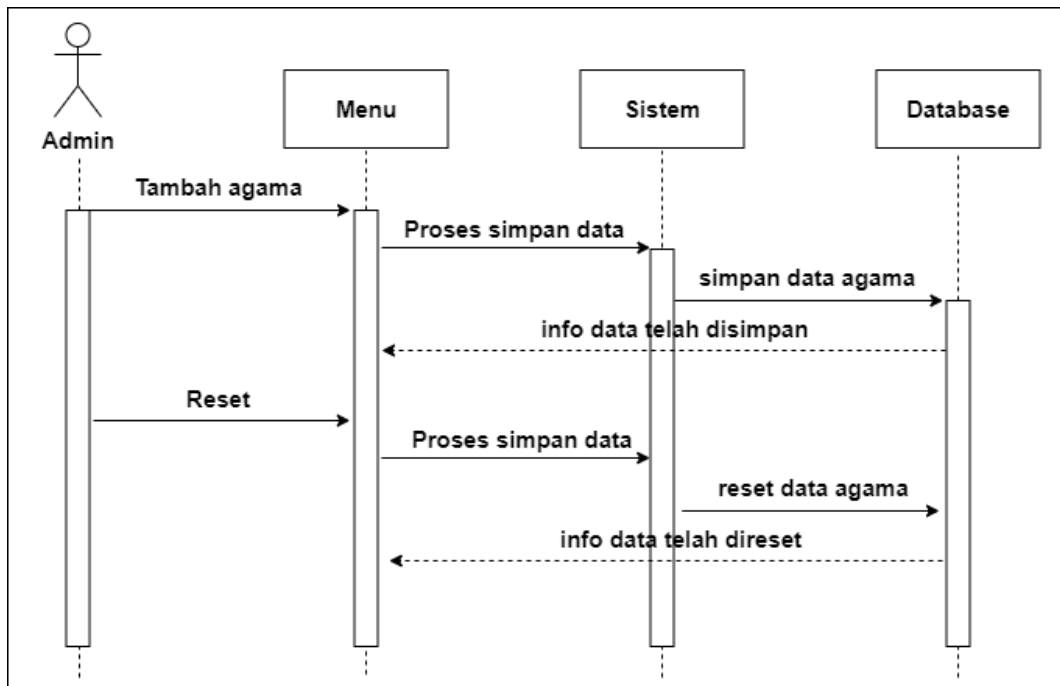 Admin
Menu
Sistem
Database
Tambah agama
Proses simpan data
simpan data agama
info data telah disimpan
Reset
Proses simpan data
reset data agama
info data telah direset